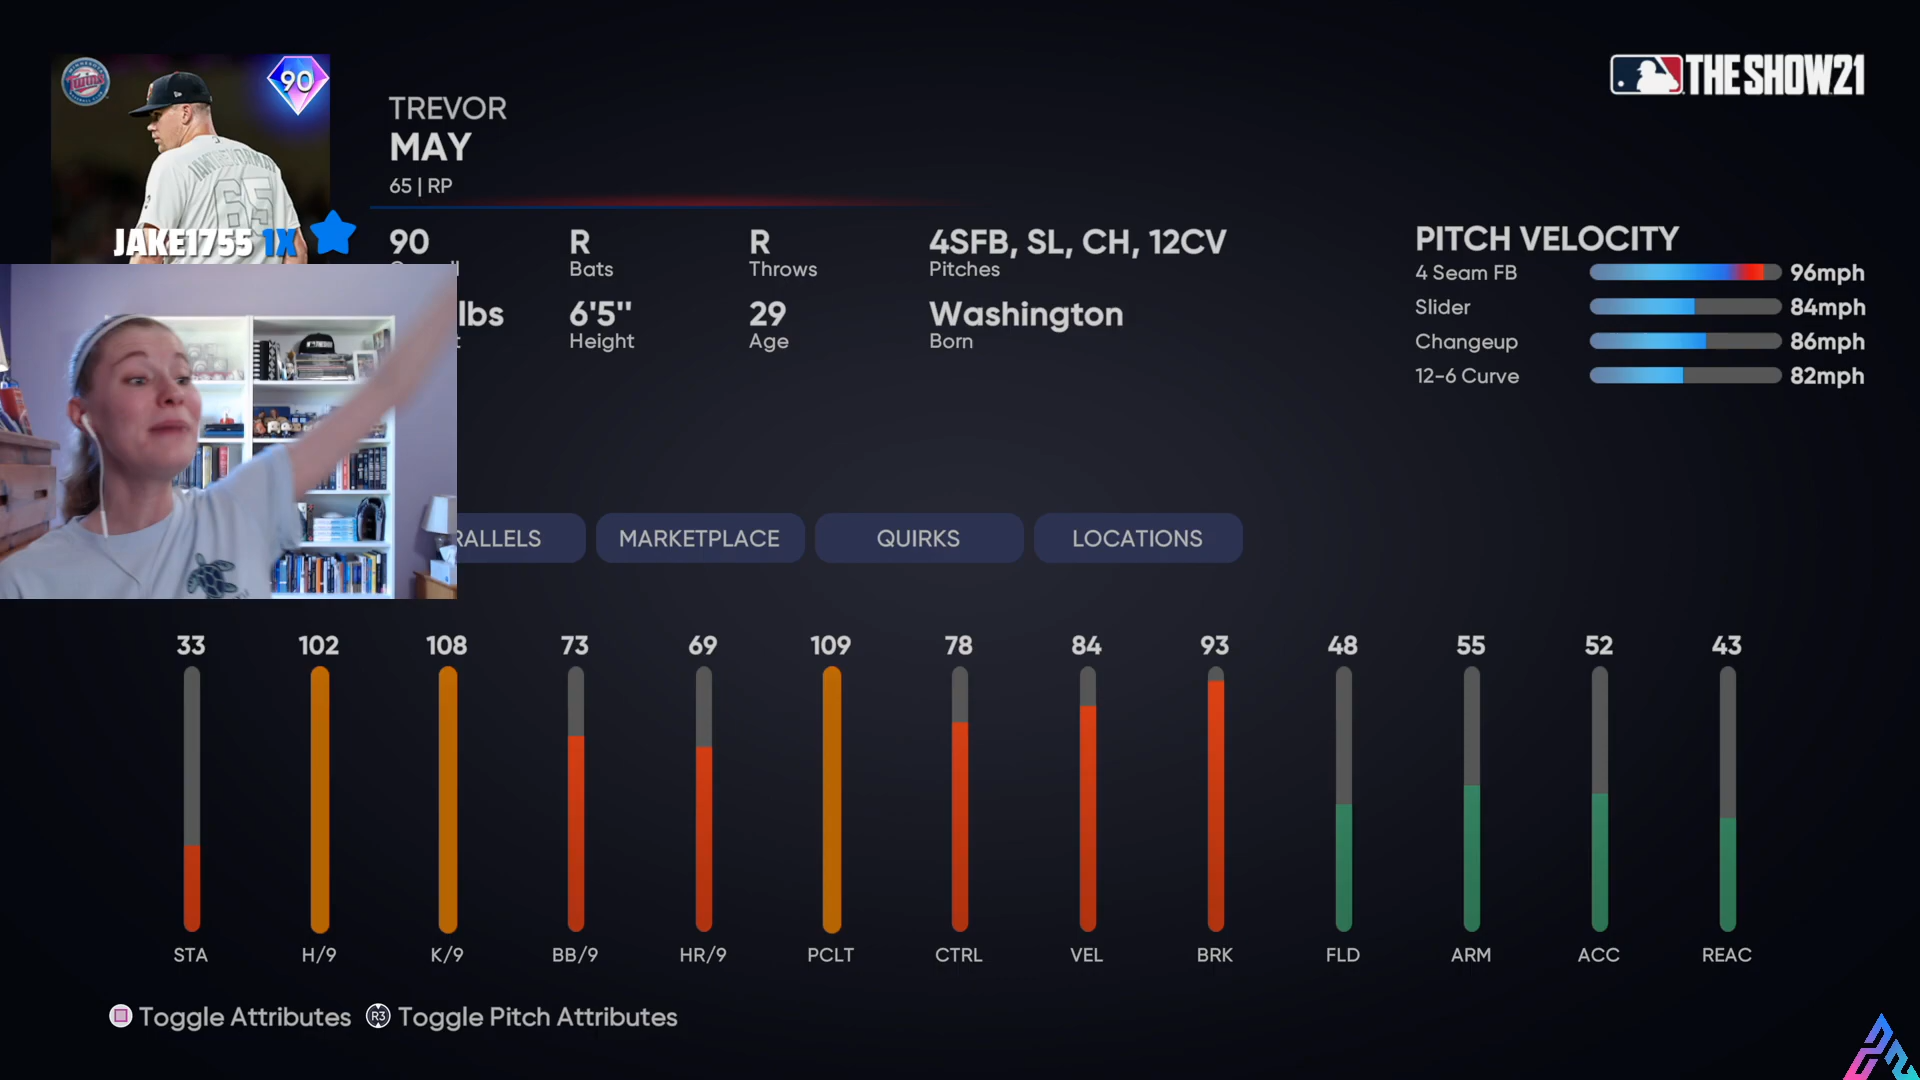 90
THE SHOW 21
TREVOR
MAY
65 | RP
65
JAKE1755 1X
90
R
Bats
R
Throws
4SFB, SL, CH, 12CV
Pitches
lbs
6'5"
Height
29
Age
Washington
Born
PITCH VELOCITY
4 Seam FB 96mph
Slider 84mph
Changeup 86mph
12-6 Curve 82mph
RALLELS
MARKETPLACE
QUIRKS
LOCATIONS
33 102 108 73 69 109 78 84 93 48 55 52 43
STA H/9 K/9 BB/9 HR/9 PCLT CTRL VEL BRK FLD ARM ACC REAC
Toggle Attributes R3 Toggle Pitch Attributes